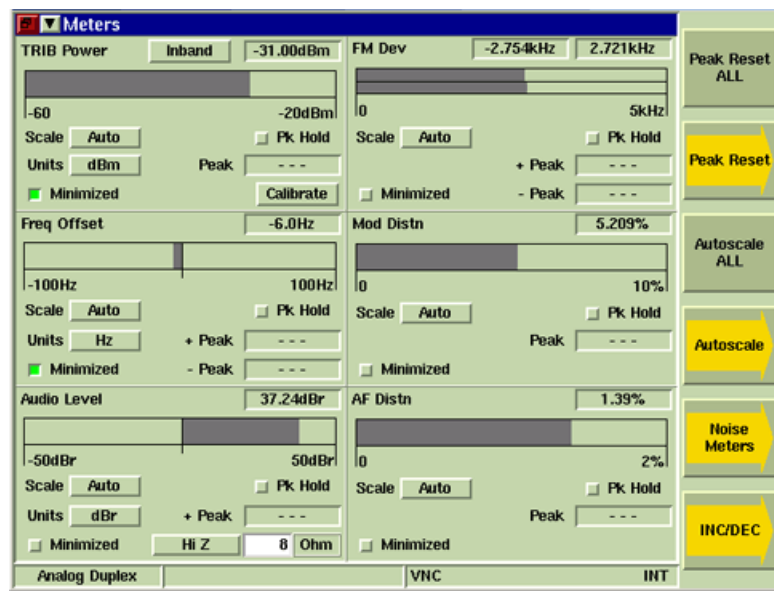 Meters
TRIB Power Inband -31.00dBm
-60 -20dBm
Scale Auto Pk Hold
Units dBm Peak - - -
Minimized Calibrate
FM Dev -2.754kHz 2.721kHz
0 5kHz
Scale Auto Pk Hold
+ Peak - - -
Minimized - Peak - - -
Freq Offset -6.0Hz
-100Hz 100Hz
Scale Auto Pk Hold
Units Hz + Peak - - -
Minimized - Peak - - -
Mod Distn 5.209%
0 10%
Scale Auto Pk Hold
Peak - - -
Minimized
Audio Level 37.24dBr
-50dBr 50dBr
Scale Auto Pk Hold
Units dBr + Peak - - -
Minimized Hi Z 8 Ohm
AF Distn 1.39%
0 2%
Scale Auto Pk Hold
Peak - - -
Minimized
Analog Duplex VNC INT
Peak Reset
ALL
Peak Reset
Autoscale
ALL
Autoscale
Noise
Meters
INC/DEC